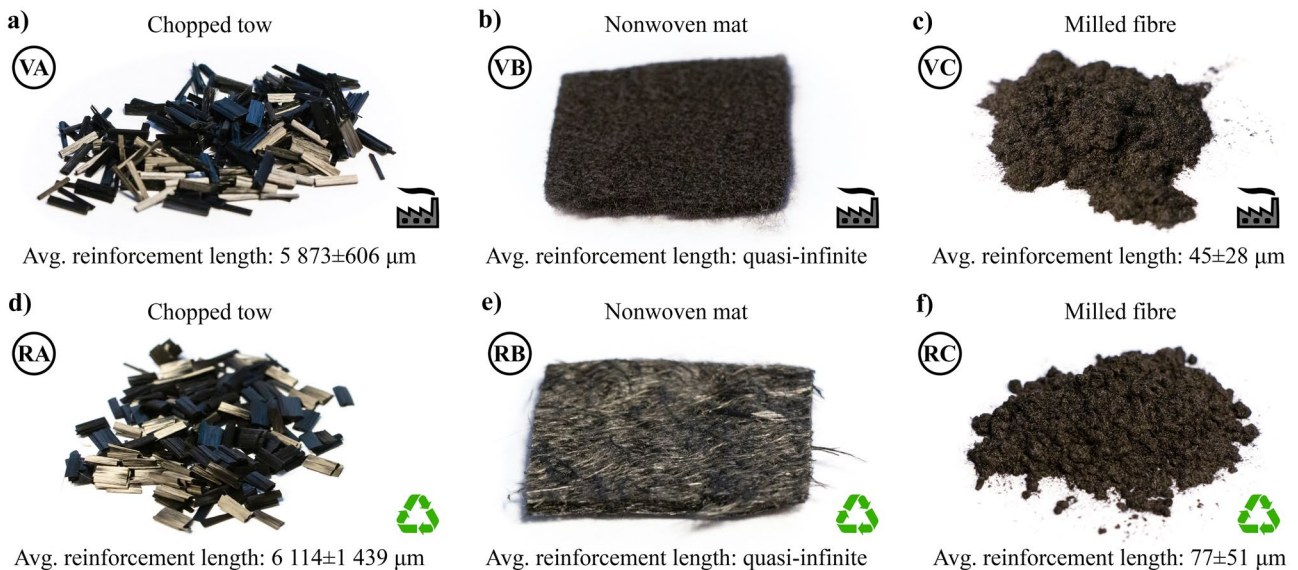 a) Chopped tow
VA
Avg. reinforcement length: 5 873±606 μm
b) Nonwoven mat
VB
Avg. reinforcement length: quasi-infinite
c) Milled fibre
VC
Avg. reinforcement length: 45±28 μm
d) Chopped tow
RA
Avg. reinforcement length: 6 114±1 439 μm
e) Nonwoven mat
RB
Avg. reinforcement length: quasi-infinite
f) Milled fibre
RC
Avg. reinforcement length: 77±51 μm